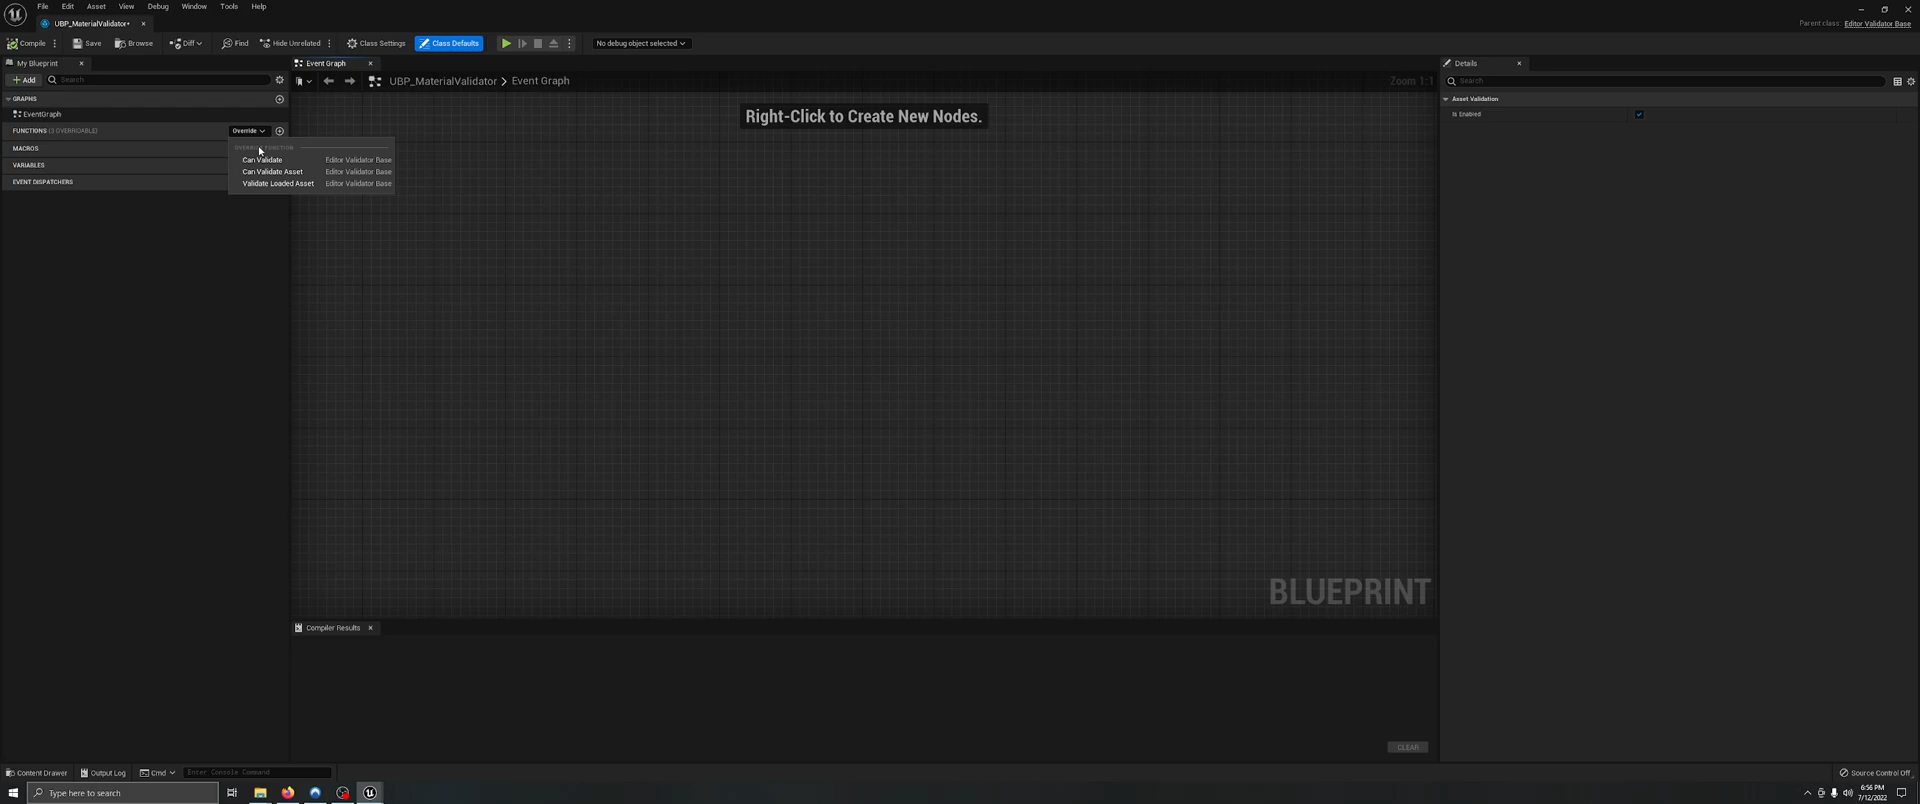 File Edit Asset View Debug Window Tools Help
UBP_MaterialValidator•
Parent class: Editor Validator Base
Compile Save Browse Diff Find Hide Unrelated Class Settings Class Defaults No debug object selected
My Blueprint Event Graph Details
Add Search UBP_MaterialValidator > Event Graph Zoom 1:1 Search
GRAPHS Asset Validation
EventGraph Is Enabled
Right-Click to Create New Nodes.
FUNCTIONS (3 OVERRIDABLE) Override
MACROS OVERRIDE FUNCTION
Can Validate Editor Validator Base
VARIABLES
Can Validate Asset Editor Validator Base
EVENT DISPATCHERS
Validate Loaded Asset Editor Validator Base
BLUEPRINT
Compiler Results
CLEAR
Content Drawer Output Log Cmd Enter Console Command Source Control Off
Type here to search 6:56 PM
7/12/2022